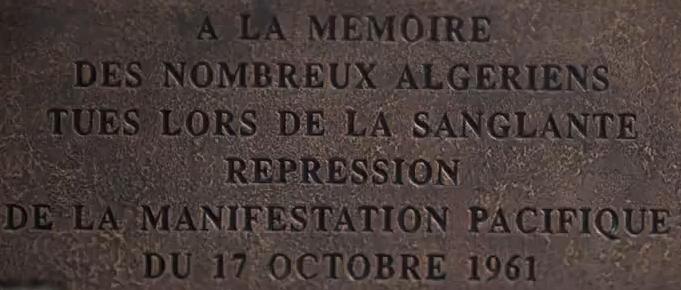 A LA MEMOIRE
DES NOMBREUX ALGERIENS
TUES LORS DE LA SANGLANTE
REPRESSION
DE LA MANIFESTATION PACIFIQUE
DU 17 OCTOBRE 1961